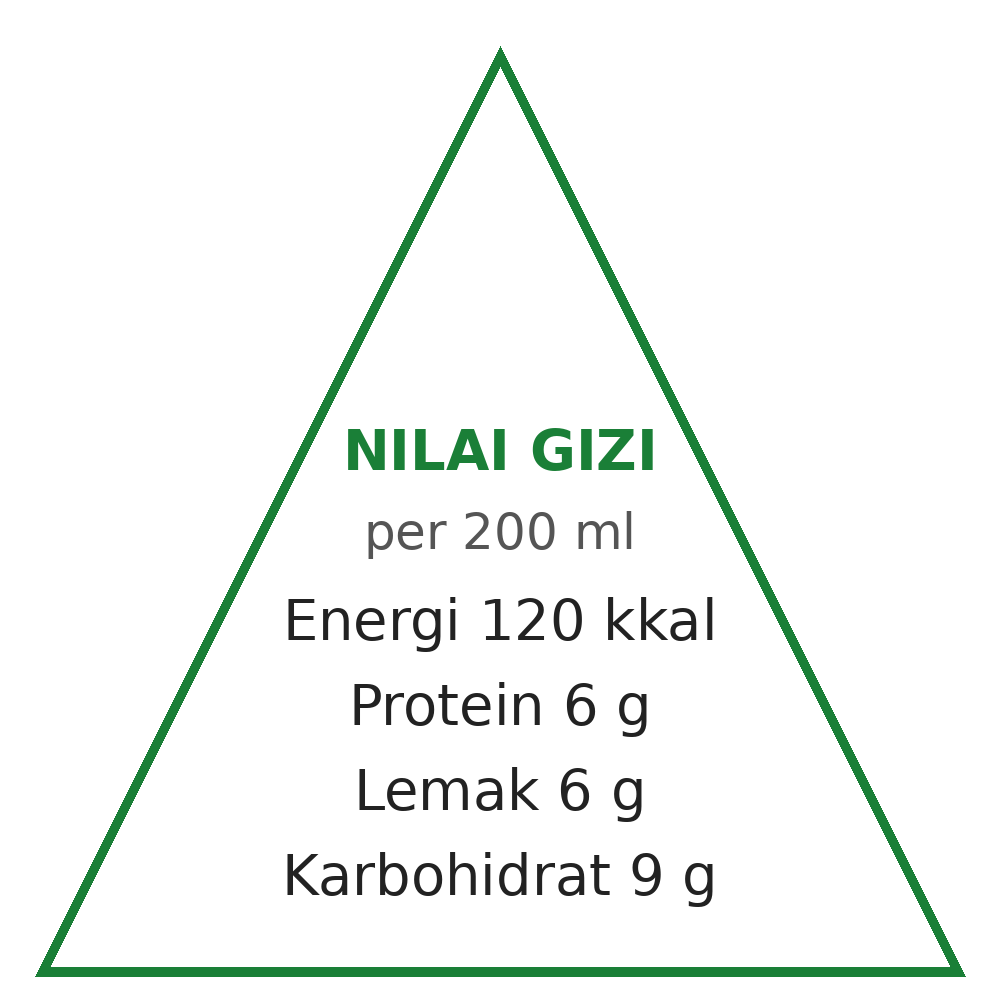 NILAI GIZI
per 200 ml
Energi 120 kkal
Protein 6 g
Lemak 6 g
Karbohidrat 9 g